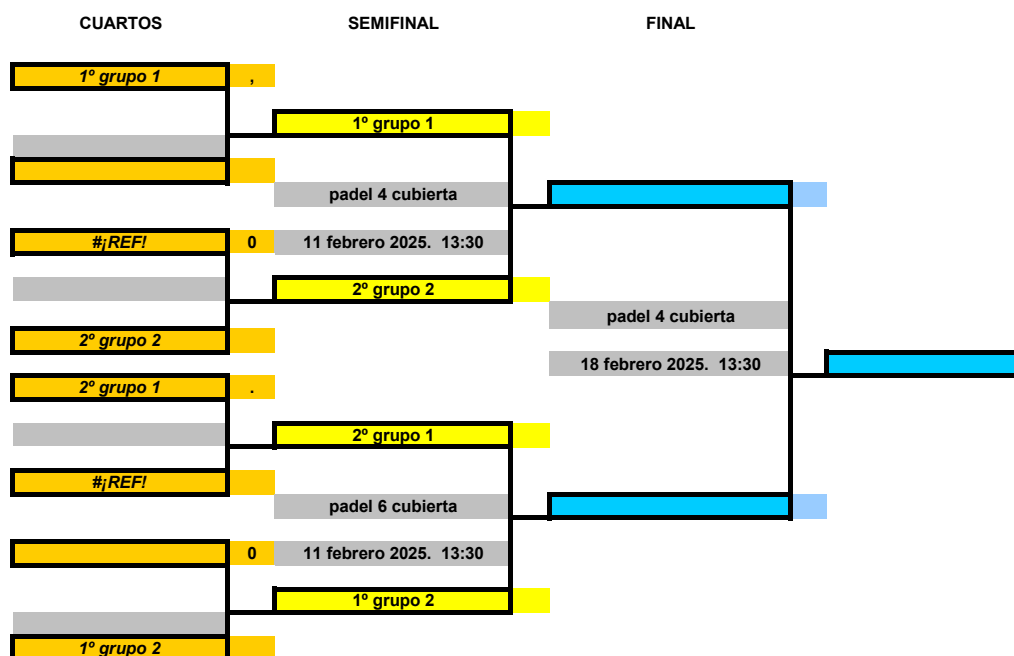 CUARTOS SEMIFINAL FINAL
1º grupo 1 ,
1º grupo 1
padel 4 cubierta
#¡REF! 0 11 febrero 2025. 13:30
2º grupo 2
padel 4 cubierta
2º grupo 2
18 febrero 2025. 13:30
2º grupo 1 .
2º grupo 1
#¡REF!
padel 6 cubierta
0 11 febrero 2025. 13:30
1º grupo 2
1º grupo 2